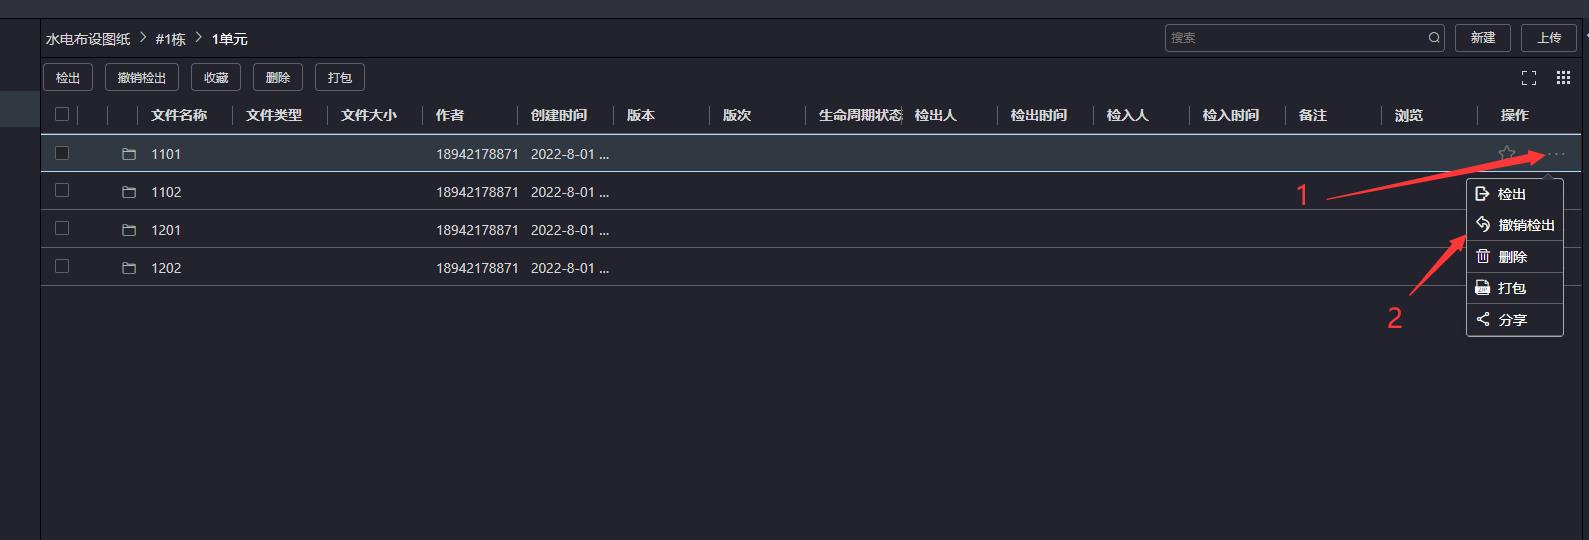 水电布设图纸 > #1栋 > 1单元
搜索 新建 上传
检出 撤销检出 收藏 删除 打包
文件名称 文件类型 文件大小 作者 创建时间 版本 版次 生命周期状态 检出人 检出时间 检入人 检入时间 备注 浏览 操作
1101 18942178871 2022-8-01 ...
1102 18942178871 2022-8-01 ...
1201 18942178871 2022-8-01 ...
1202 18942178871 2022-8-01 ...
1
检出
撤销检出
2
删除
打包
分享